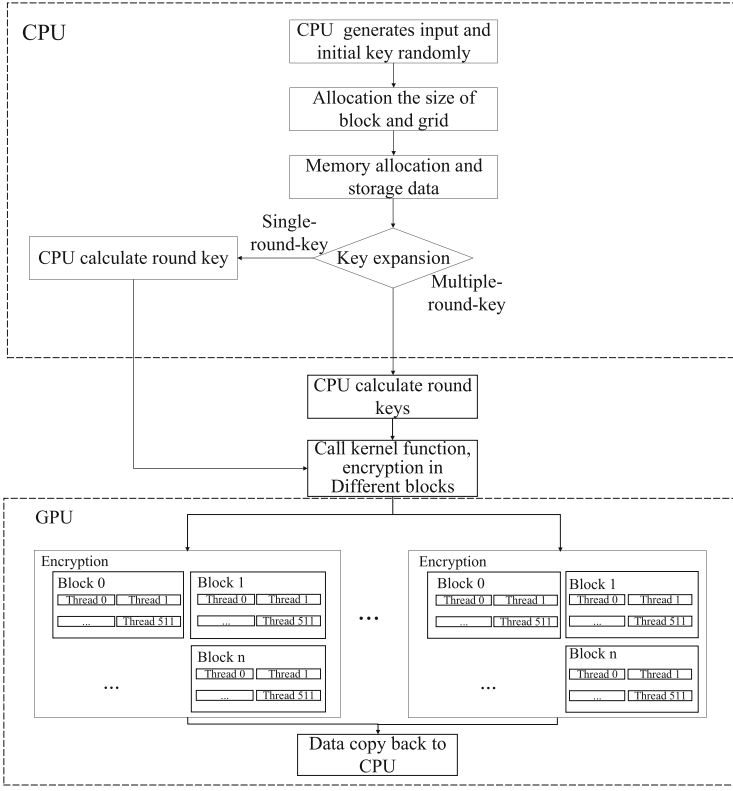 CPU
CPU generates input and
initial key randomly
Allocation the size of
block and grid
Memory allocation and
storage data
Single-
round-key
CPU calculate round key
Key expansion
Multiple-
round-key
CPU calculate round
keys
Call kernel function,
encryption in
Different blocks
GPU
Encryption
Block 0
Thread 0 Thread 1
... Thread 511
Block 1
Thread 0 Thread 1
... Thread 511
...
Block n
Thread 0 Thread 1
... Thread 511
...
Encryption
Block 0
Thread 0 Thread 1
... Thread 511
Block 1
Thread 0 Thread 1
... Thread 511
...
Block n
Thread 0 Thread 1
... Thread 511
Data copy back to
CPU